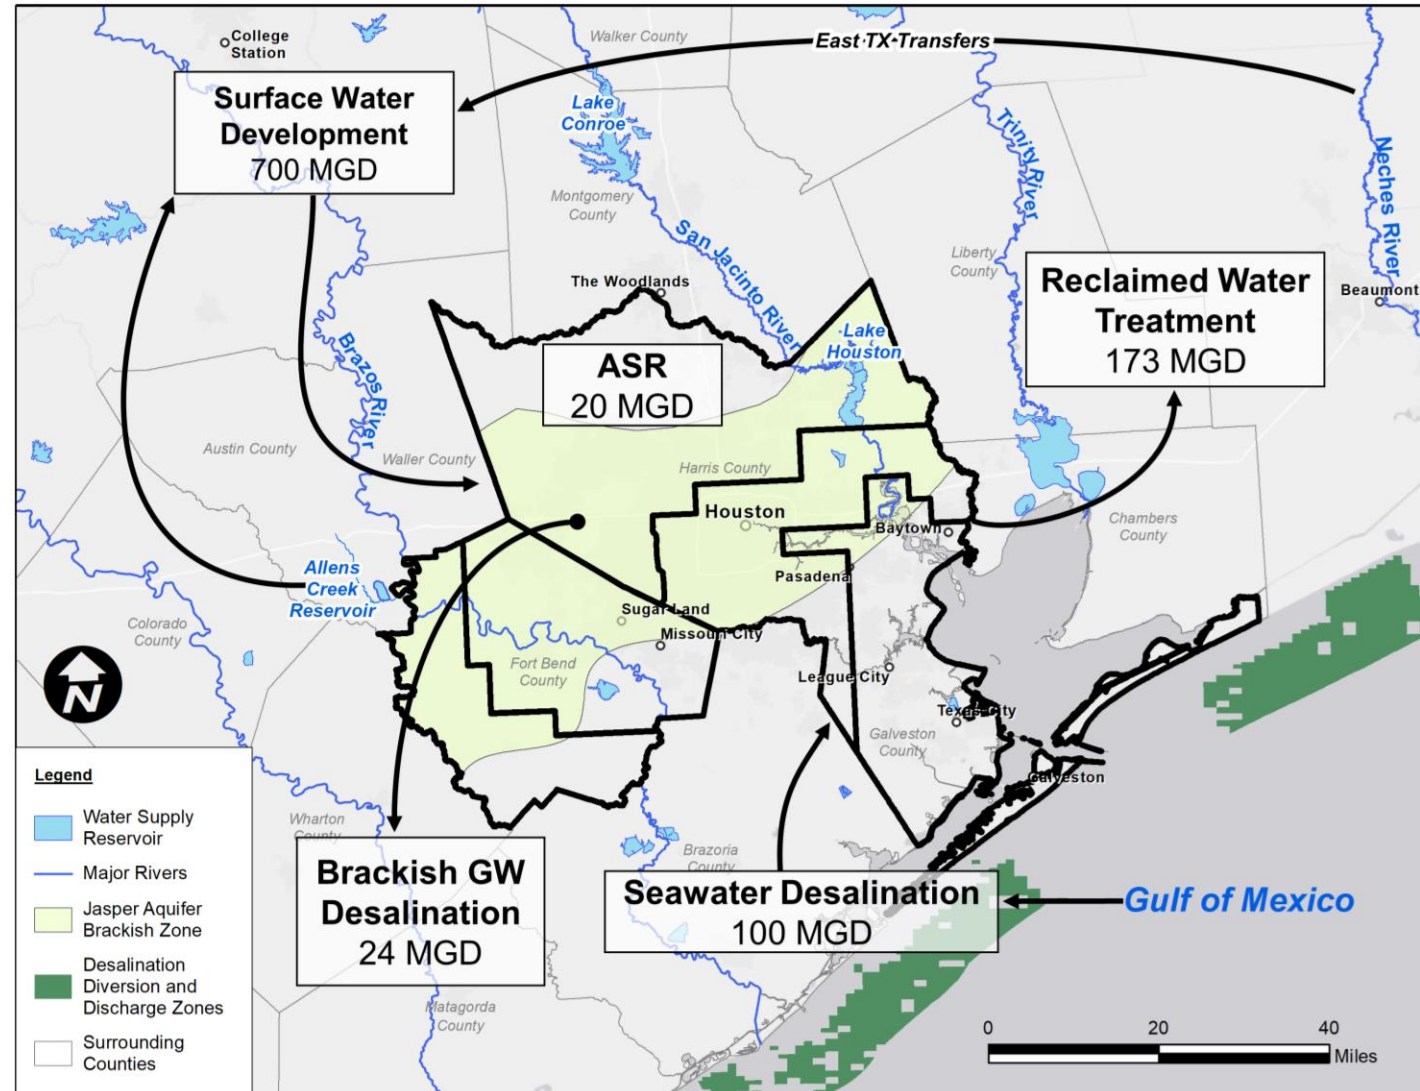 College
Station
Walker County
East TX Transfers
Surface Water
Development
700 MGD
Lake
Conroe
Trinity River
Neches River
Montgomery
County
San Jacinto River
Liberty
County
Reclaimed Water
Treatment
173 MGD
The Woodlands
Beaumont
Lake
Houston
ASR
20 MGD
Brazos River
Austin County
Waller County
Harris County
Houston
Baytown
Chambers
County
Pasadena
Allens
Creek
Reservoir
Colorado
County
Sugar Land
Missouri City
Fort Bend
County
League City
Texas City
Galveston
County
Galveston
N
Legend
Water Supply
Reservoir
Major Rivers
Jasper Aquifer
Brackish Zone
Desalination
Diversion and
Discharge Zones
Surrounding
Counties
Wharton
County
Brackish GW
Desalination
24 MGD
Brazoria
County
Seawater Desalination
100 MGD
Gulf of Mexico
Matagorda
County
0 20 40
Miles